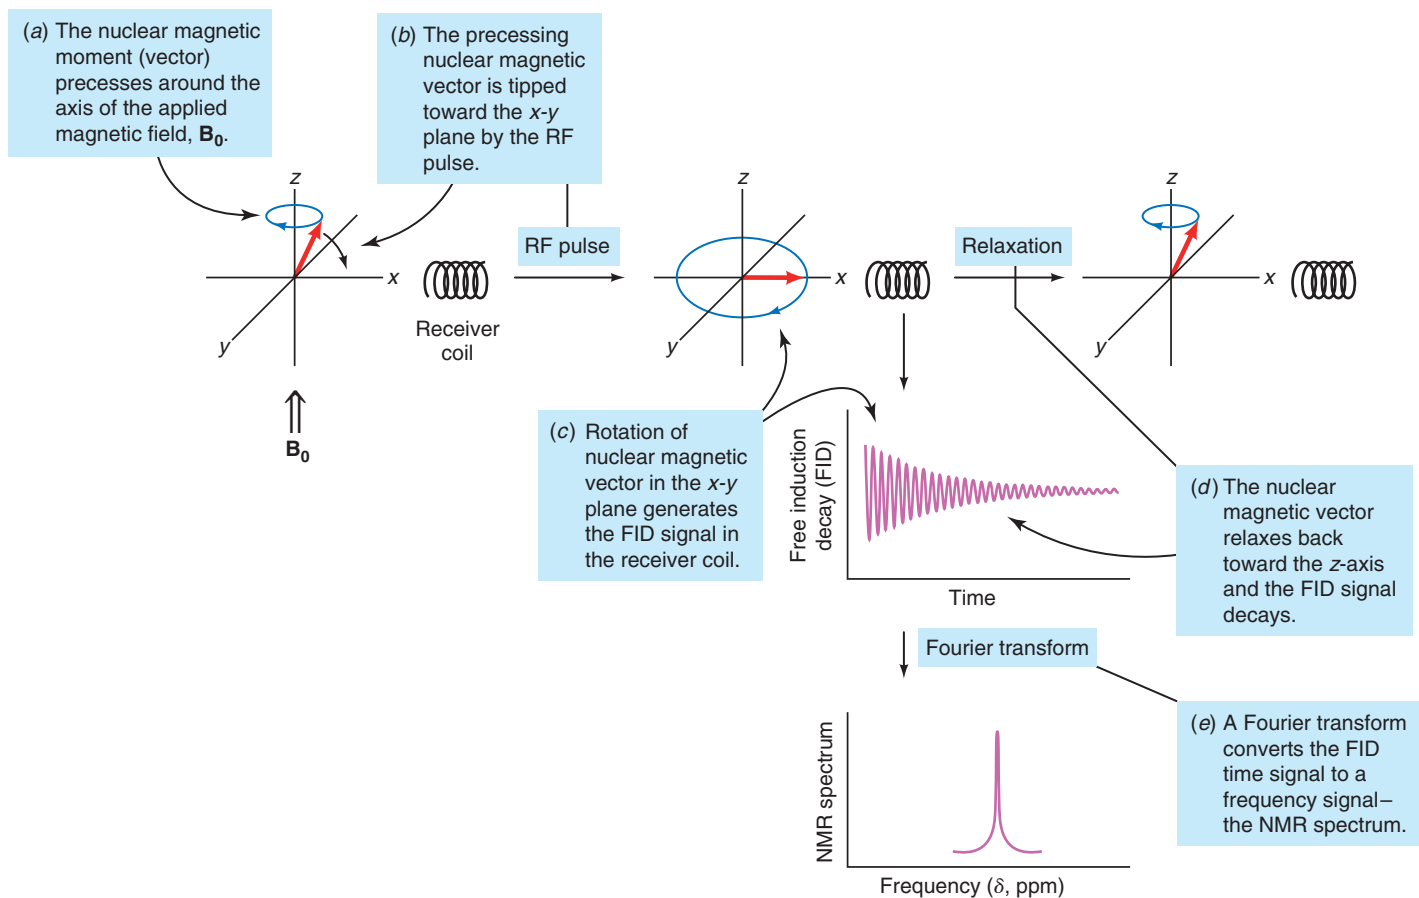 (a) The nuclear magnetic
moment (vector)
precesses around the
axis of the applied
magnetic field, B0.
(b) The precessing
nuclear magnetic
vector is tipped
toward the x-y
plane by the RF
pulse.
z
x
y
Receiver
coil
B0
RF pulse
z
x
y
Relaxation
z
x
y
(c) Rotation of
nuclear magnetic
vector in the x-y
plane generates
the FID signal in
the receiver coil.
Free induction
decay (FID)
Time
(d) The nuclear
magnetic vector
relaxes back
toward the z-axis
and the FID signal
decays.
Fourier transform
NMR spectrum
Frequency (δ, ppm)
(e) A Fourier transform
converts the FID
time signal to a
frequency signal–
the NMR spectrum.